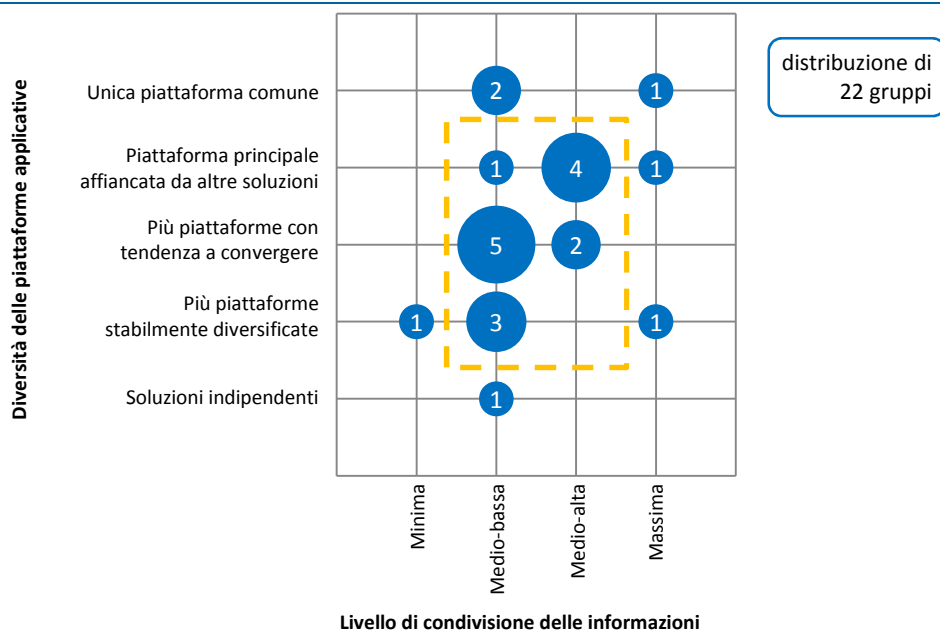 distribuzione di
22 gruppi
Diversità delle piattaforme applicative
Unica piattaforma comune
2
1
Piattaforma principale
affiancata da altre soluzioni
1
4
1
Più piattaforme con
tendenza a convergere
5
2
Più piattaforme
stabilmente diversificate
1
3
1
Soluzioni indipendenti
1
Minima
Medio-bassa
Medio-alta
Massima
Livello di condivisione delle informazioni